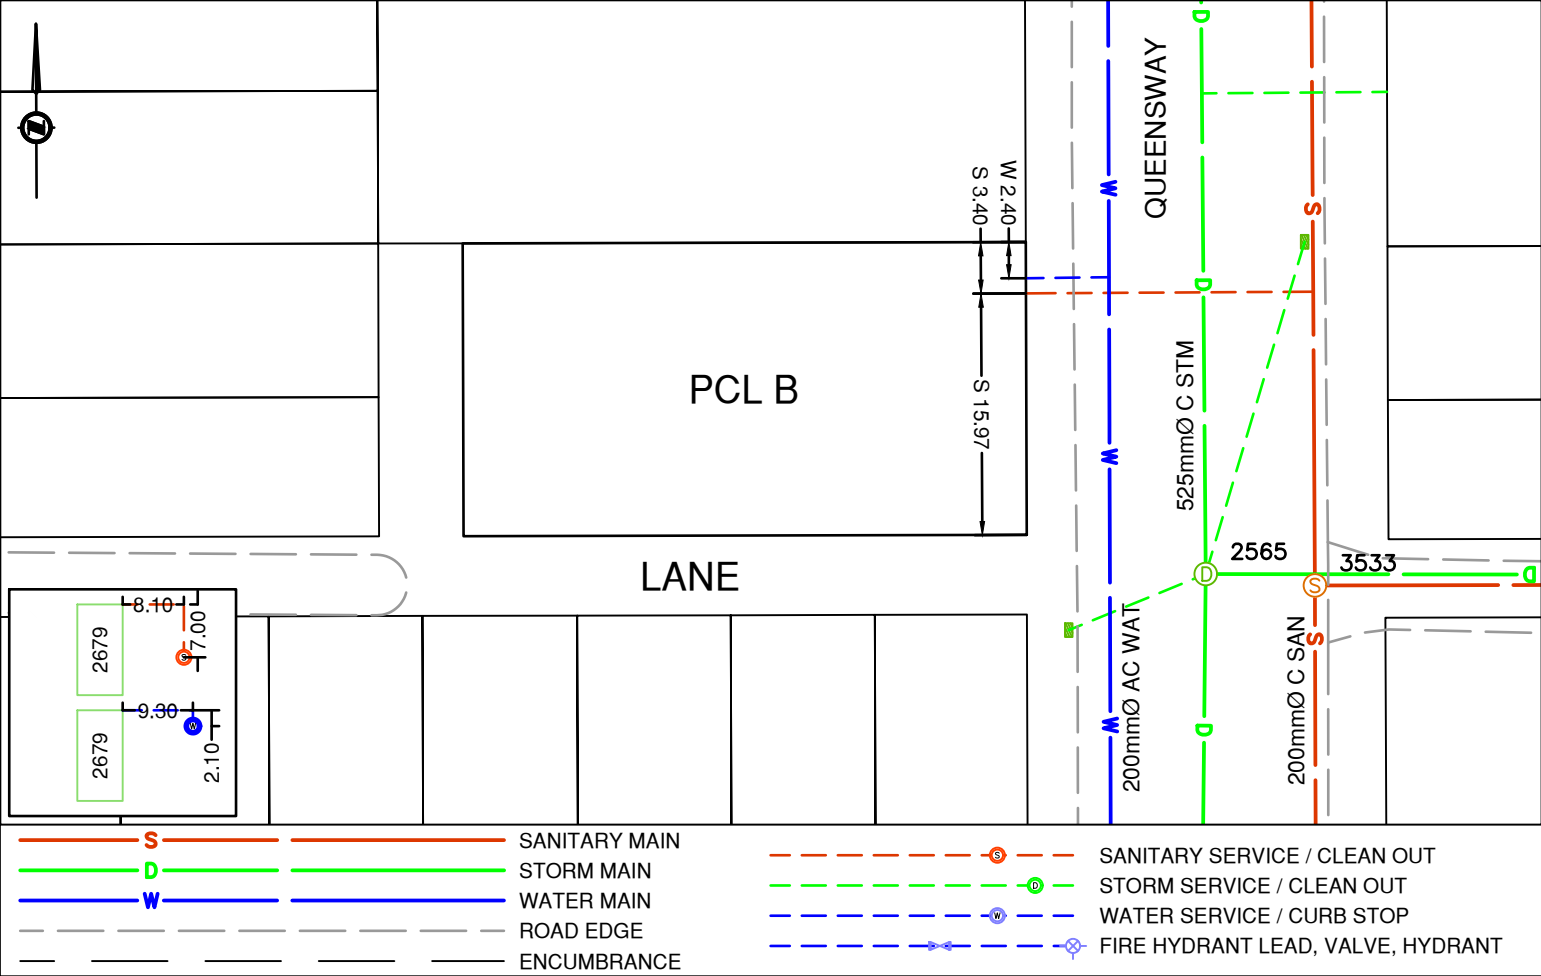 N
D
QUEENSWAY
W 2.40
S 3.40
W
S
D
525mmØ C STM
PCL B
S 15.97
W
2565
3533
D
S
D
LANE
8.10
7.00
2679
S
9.30
2679
W
2.10
W
200mmØ AC WAT
D
200mmØ C SAN
S
S
SANITARY MAIN
D
STORM MAIN
W
WATER MAIN
ROAD EDGE
ENCUMBRANCE
S
SANITARY SERVICE / CLEAN OUT
D
STORM SERVICE / CLEAN OUT
W
WATER SERVICE / CURB STOP
FIRE HYDRANT LEAD, VALVE, HYDRANT